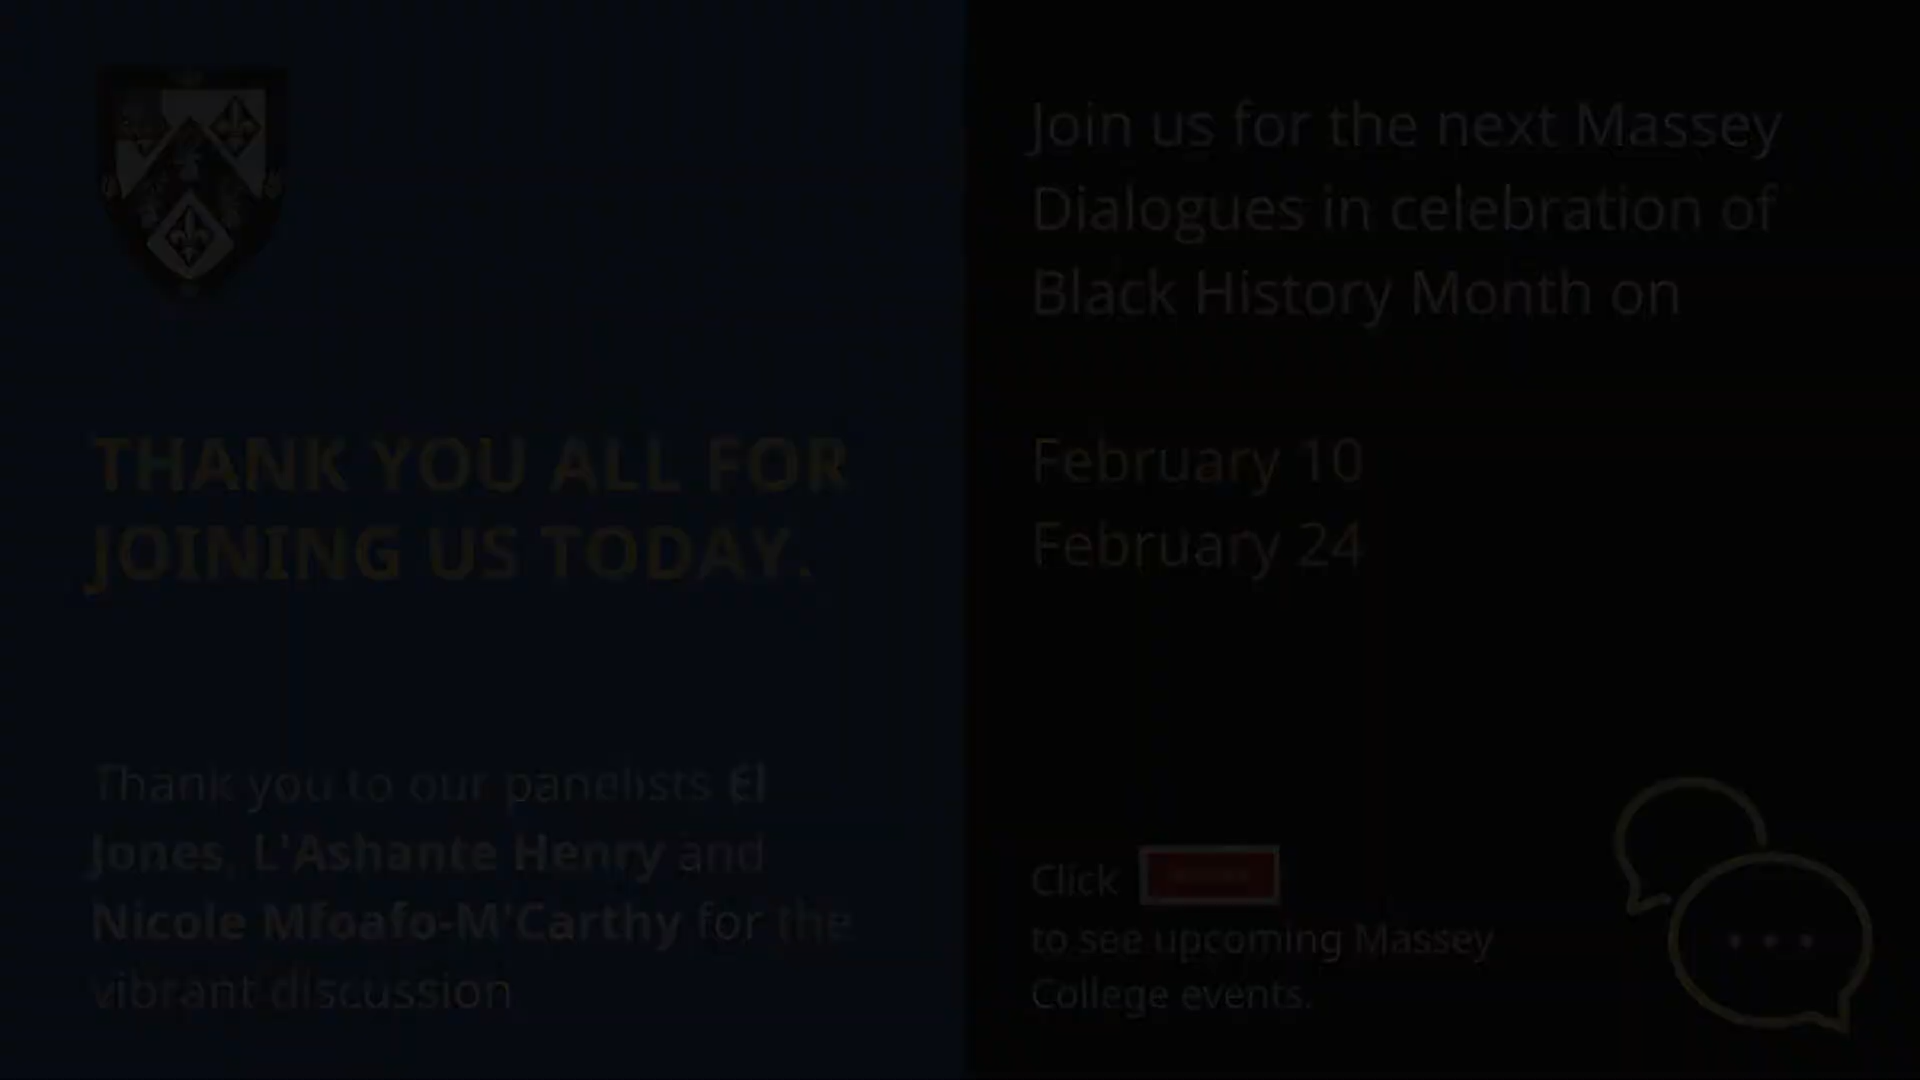 THANK YOU ALL FOR
JOINING US TODAY.
Thank you to our panelists El
Jones, L'Ashante Henry and
Nicole Mfoafo-M'Carthy for the
vibrant discussion
Join us for the next Massey
Dialogues in celebration of
Black History Month on
February 10
February 24
Click
to see upcoming Massey
College events.